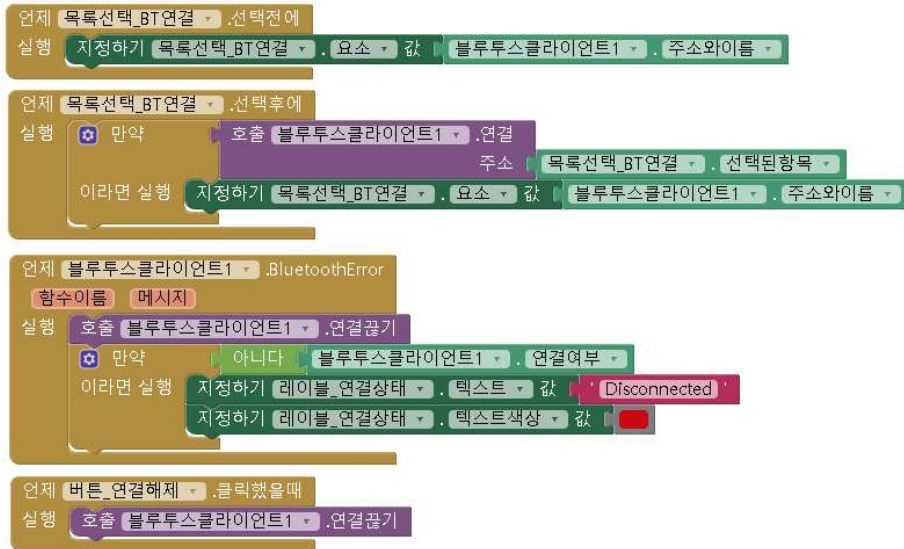 언제 목록선택_BT연결 .선택전에
실행 지정하기 목록선택_BT연결 . 요소 값 블루투스클라이언트1 . 주소와이름
언제 목록선택_BT연결 .선택후에
실행 만약 호출 블루투스클라이언트1 .연결
주소 목록선택_BT연결 . 선택된항목
이라면 실행 지정하기 목록선택_BT연결 . 요소 값 블루투스클라이언트1 . 주소와이름
언제 블루투스클라이언트1 .BluetoothError
함수이름 메시지
실행 호출 블루투스클라이언트1 .연결끊기
만약 아니다 블루투스클라이언트1 . 연결여부
이라면 실행 지정하기 레이블_연결상태 . 텍스트 값 ' Disconnected '
지정하기 레이블_연결상태 . 텍스트색상 값
언제 버튼_연결해제 .클릭했을때
실행 호출 블루투스클라이언트1 .연결끊기